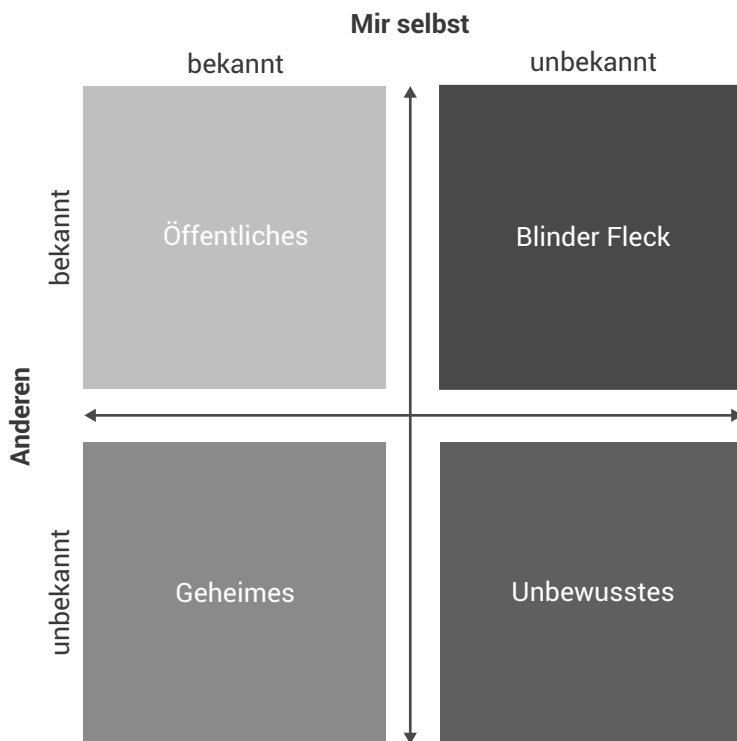 Mir selbst
bekannt
unbekannt
Anderen
bekannt
Öffentliches
Blinder Fleck
unbekannt
Geheimes
Unbewusstes